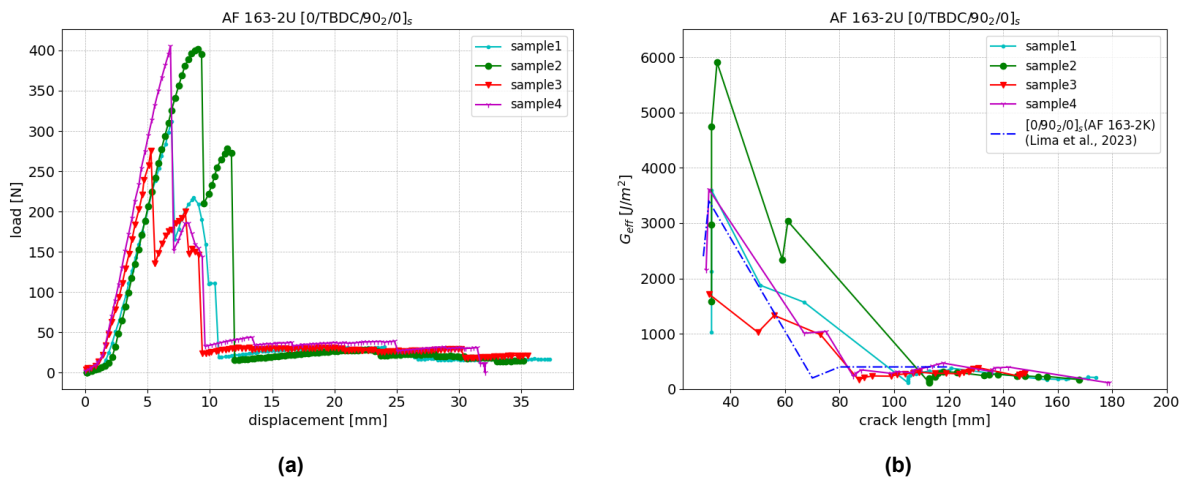 AF 163-2U [0/TBDC/90₂/0]ₛ
load [N]
400
350
300
250
200
150
100
50
0
0 5 10 15 20 25 30 35
displacement [mm]
sample1
sample2
sample3
sample4
(a)
AF 163-2U [0/TBDC/90₂/0]ₛ
G_eff [J/m²]
6000
5000
4000
3000
2000
1000
0
40 60 80 100 120 140 160 180 200
crack length [mm]
sample1
sample2
sample3
sample4
[0/90₂/0]ₛ(AF 163-2K)
(Lima et al., 2023)
(b)